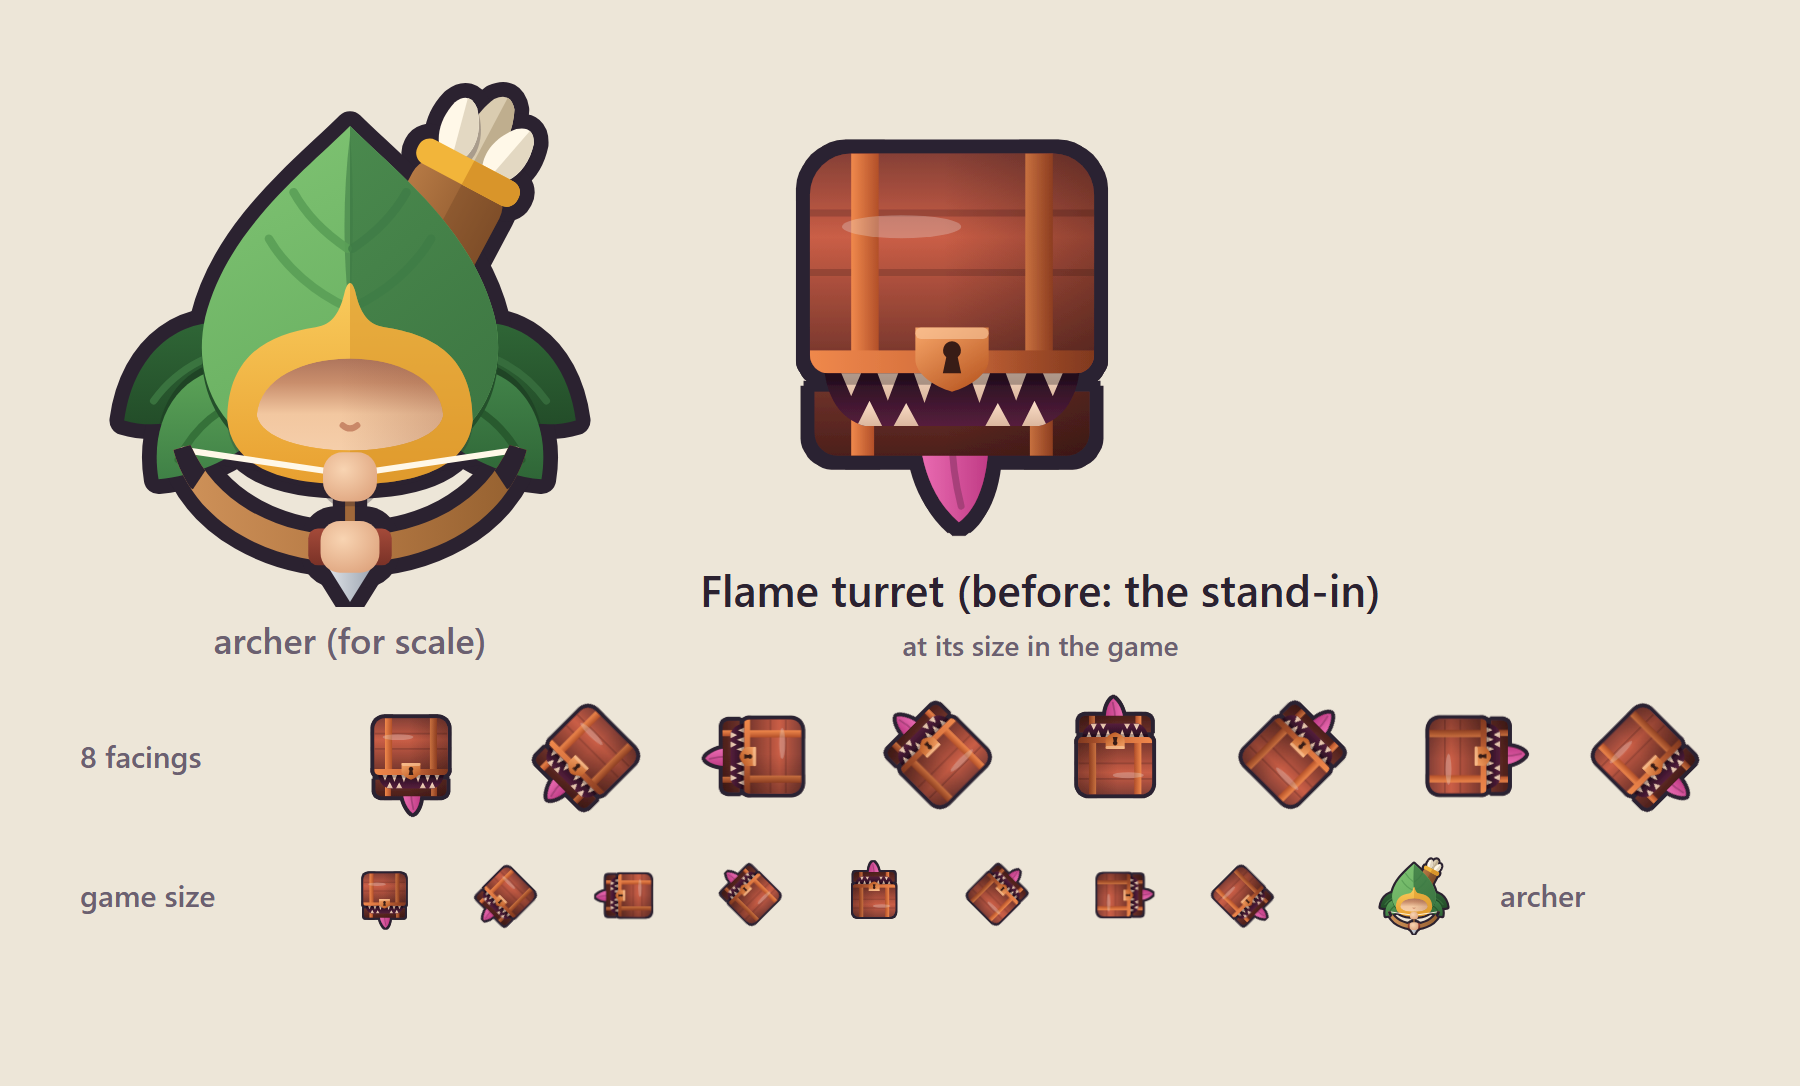 Flame turret (before: the stand-in)
archer (for scale)
at its size in the game
8 facings
game size
archer